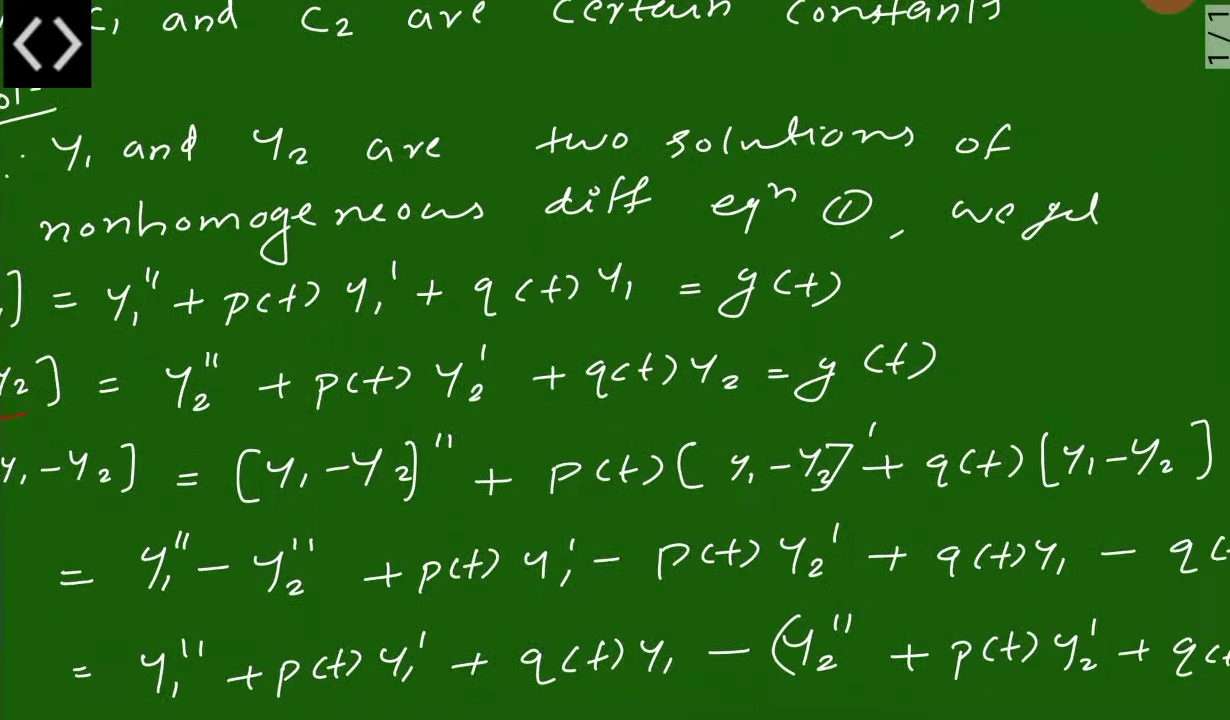 C₁ and C₂ are certain constants
1/1
∵ Y₁ and Y₂ are two solutions of
nonhomogeneous diff eqⁿ ①, we get
] = Y₁'' + p(t) Y₁' + q(t) Y₁ = g(t)
Y₂] = Y₂'' + p(t) Y₂' + q(t) Y₂ = g(t)
Y₁ - Y₂] = [Y₁ - Y₂]'' + p(t)[Y₁ - Y₂]' + q(t)[Y₁ - Y₂]
= Y₁'' - Y₂'' + p(t) Y₁' - p(t) Y₂' + q(t) Y₁ - q(
= Y₁'' + p(t) Y₁' + q(t) Y₁ - (Y₂'' + p(t) Y₂' + q(t